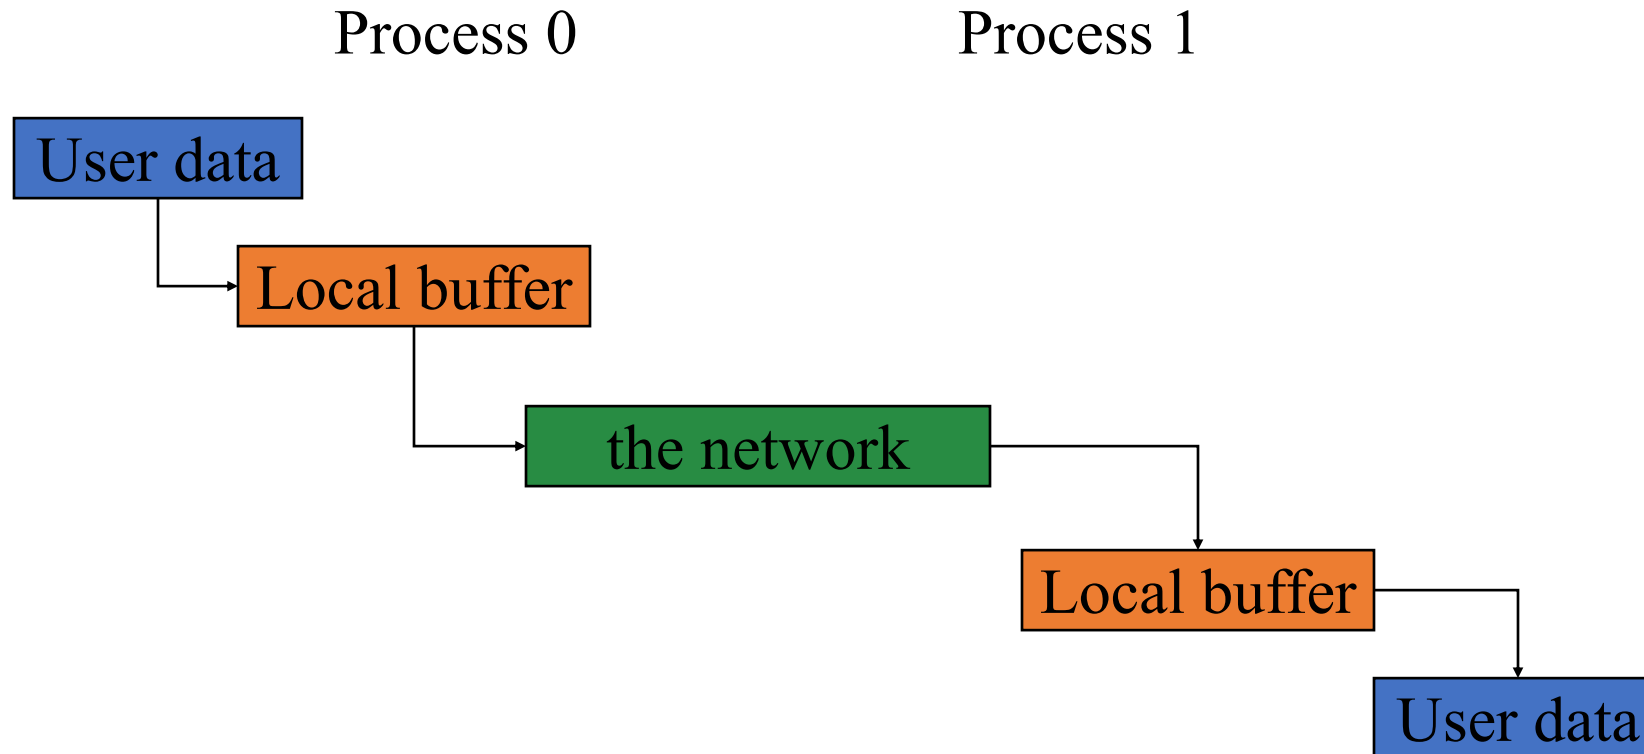 Process 0
Process 1
User data
Local buffer
the network
Local buffer
User data